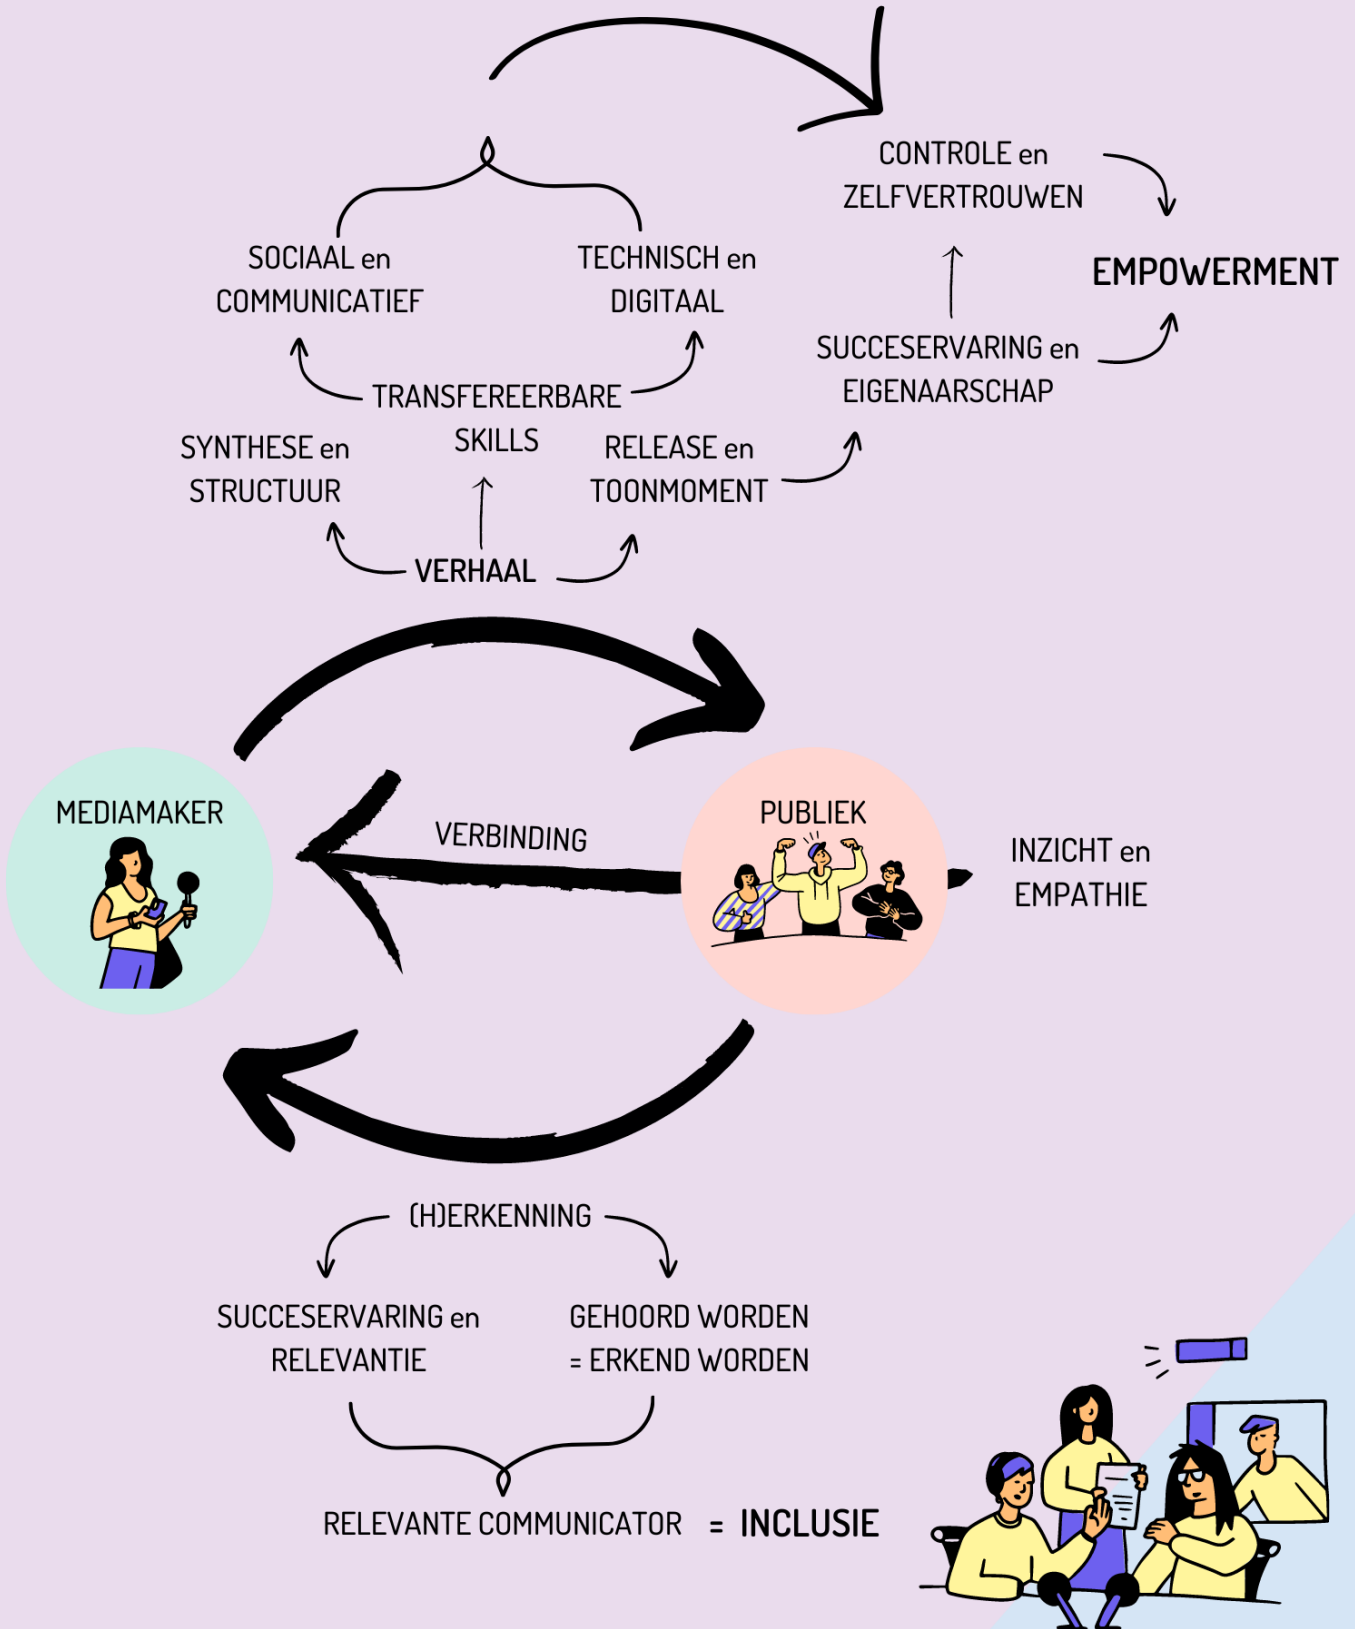 CONTROLE en
ZELFVERTROUWEN
EMPOWERMENT
SOCIAAL en
COMMUNICATIEF
TECHNISCH en
DIGITAAL
SUCCESERVARING en
EIGENAARSCHAP
TRANSFEREERBARE
SKILLS
SYNTHESE en
STRUCTUUR
RELEASE en
TOONMOMENT
VERHAAL
MEDIAMAKER
VERBINDING
PUBLIEK
INZICHT en
EMPATHIE
(H)ERKENNING
SUCCESERVARING en
RELEVANTIE
GEHOORD WORDEN
= ERKEND WORDEN
RELEVANTE COMMUNICATOR = INCLUSIE